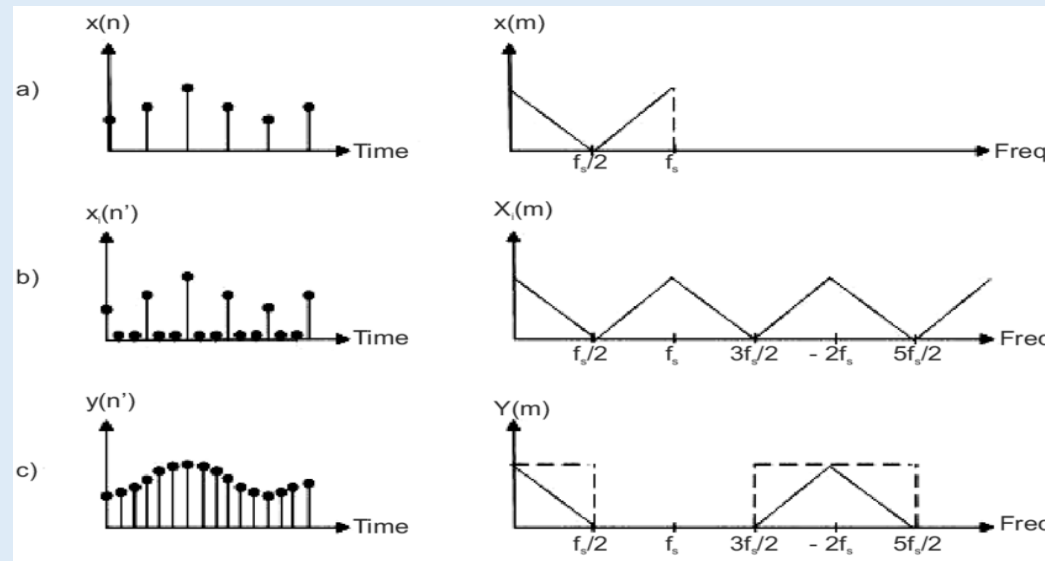 x(n)
x(m)
a)
Time
Freq
fₛ/2
fₛ
xᵢ(n’)
Xᵢ(m)
b)
Time
Freq
fₛ/2
fₛ
3fₛ/2
- 2fₛ
5fₛ/2
y(n’)
Y(m)
c)
Time
Freq
fₛ/2
fₛ
3fₛ/2
- 2fₛ
5fₛ/2